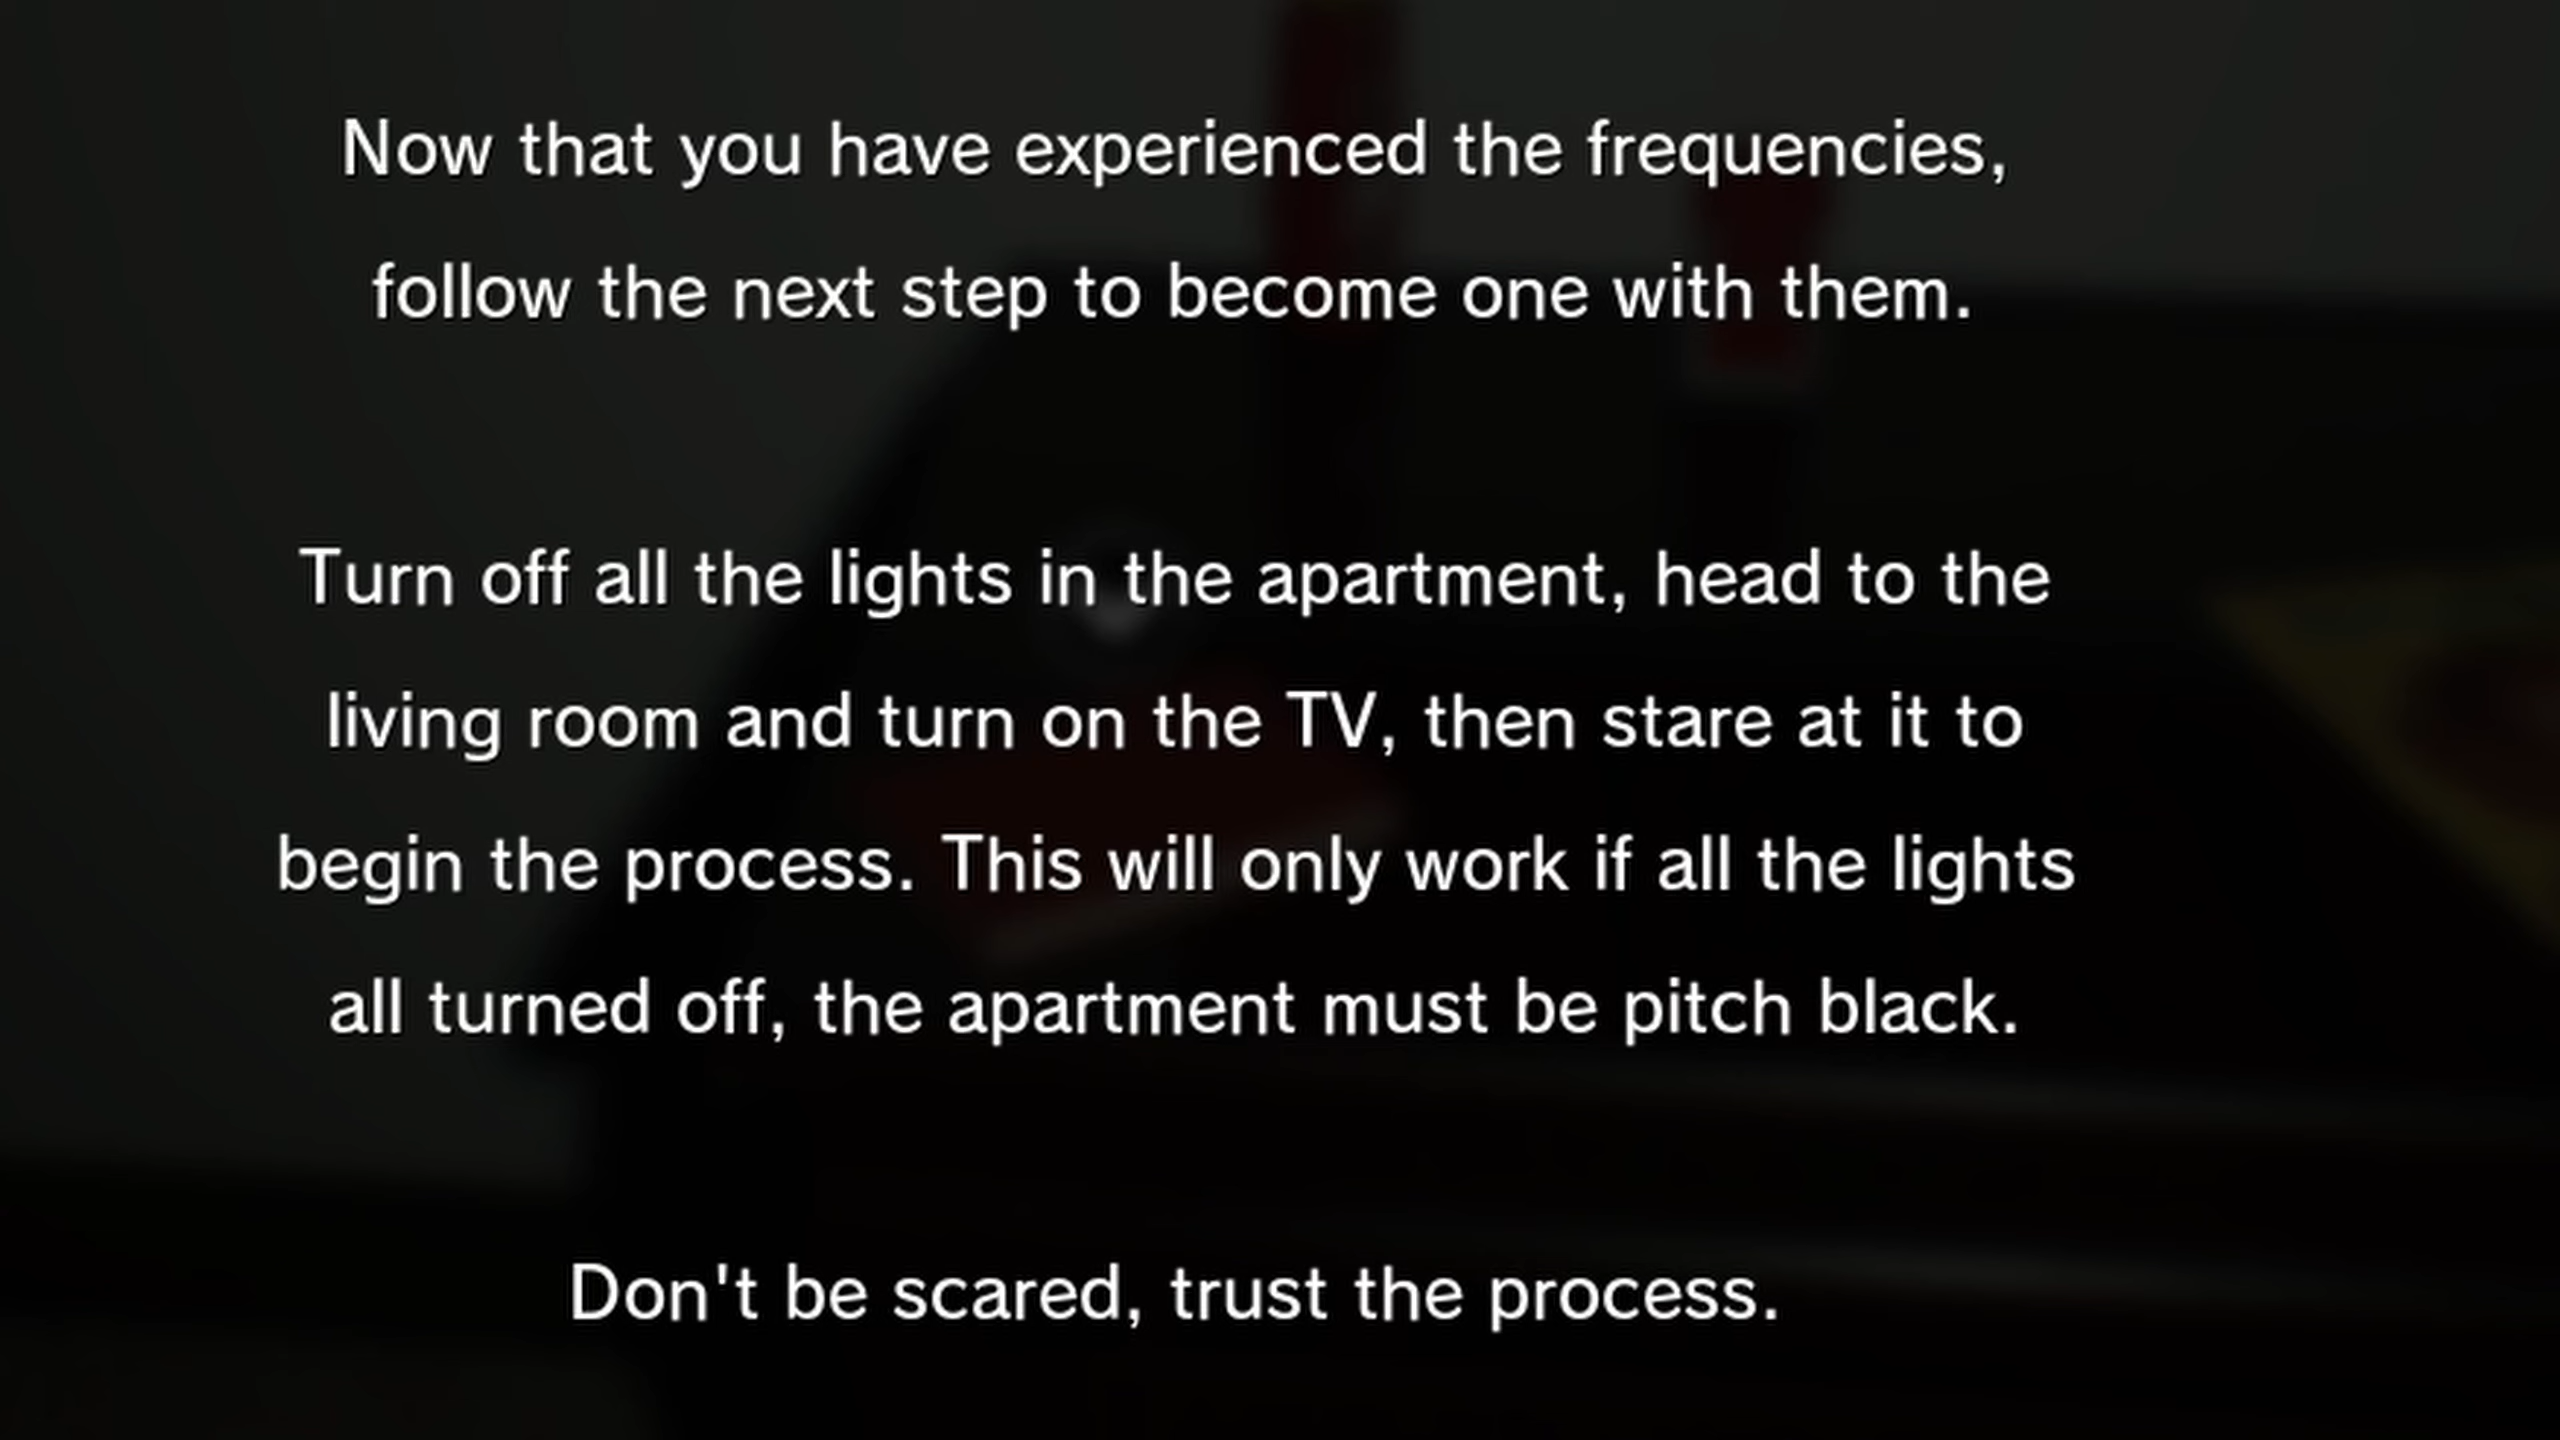 Now that you have experienced the frequencies,
follow the next step to become one with them.
Turn off all the lights in the apartment, head to the
living room and turn on the TV, then stare at it to
begin the process. This will only work if all the lights
all turned off, the apartment must be pitch black.
Don't be scared, trust the process.